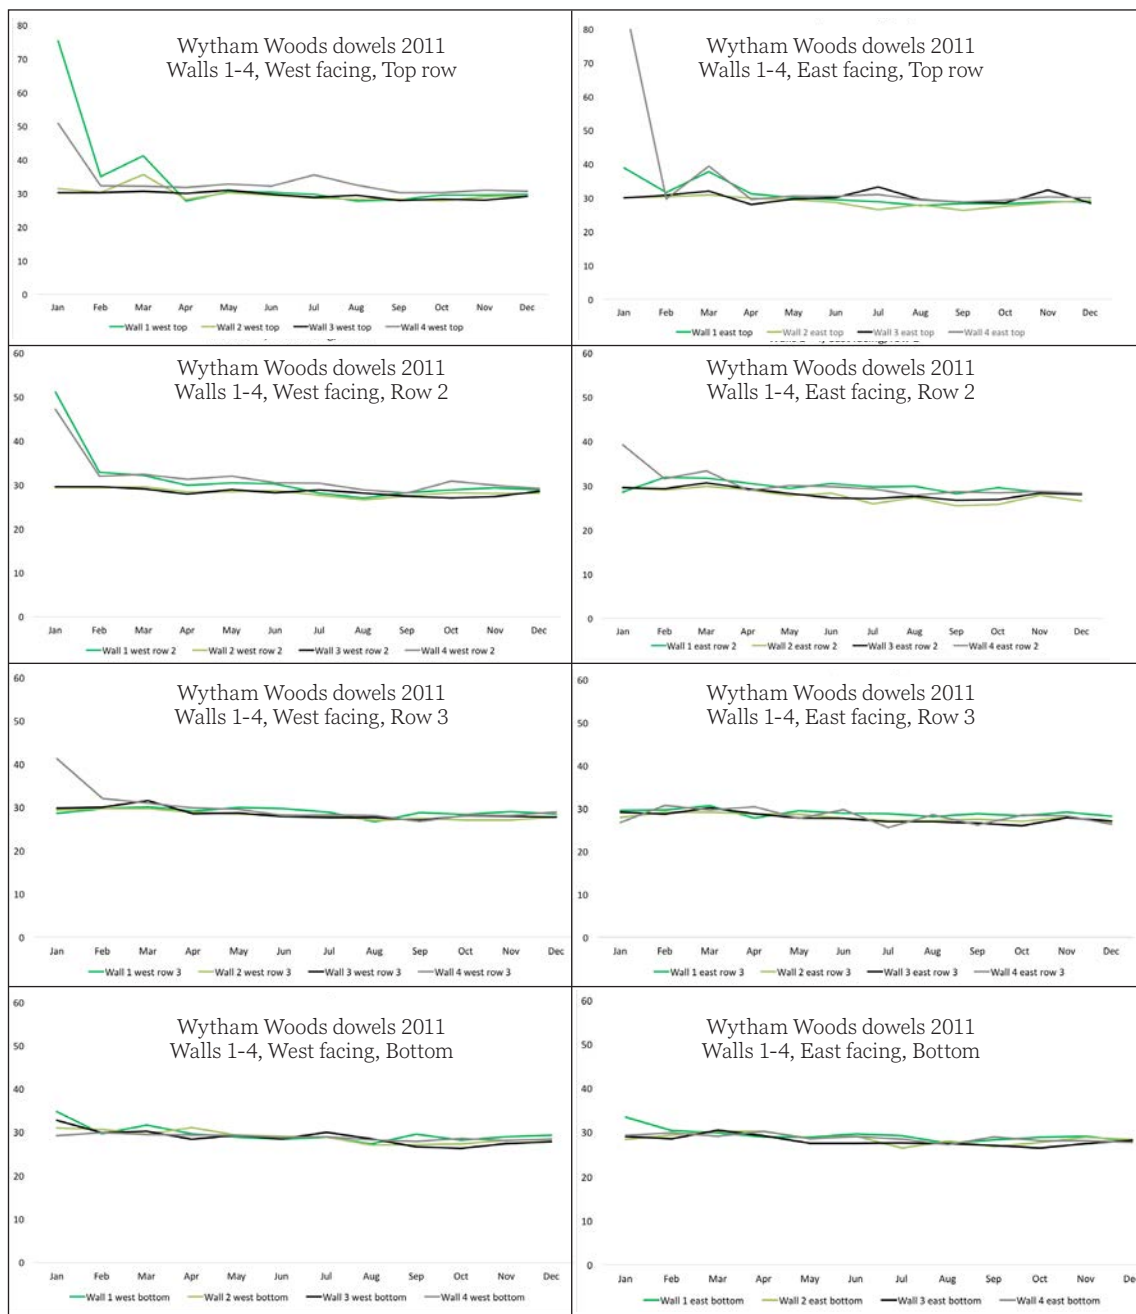 Wytham Woods dowels 2011
Walls 1-4, West facing, Top row
80
70
60
50
40
30
20
10
0
Jan Feb Mar Apr May Jun Jul Aug Sep Oct Nov Dec
Wall 1 west top Wall 2 west top Wall 3 west top Wall 4 west top
Wytham Woods dowels 2011
Walls 1-4, East facing, Top row
80
70
60
50
40
30
20
10
0
Jan Feb Mar Apr May Jun Jul Aug Sep Oct Nov Dec
Wall 1 east top Wall 2 east top Wall 3 east top Wall 4 east top
Wytham Woods dowels 2011
Walls 1-4, West facing, Row 2
60
50
40
30
20
10
0
Jan Feb Mar Apr May Jun Jul Aug Sep Oct Nov Dec
Wall 1 west row 2 Wall 2 west row 2 Wall 3 west row 2 Wall 4 west row 2
Wytham Woods dowels 2011
Walls 1-4, East facing, Row 2
60
50
40
30
20
10
0
Jan Feb Mar Apr May Jun Jul Aug Sep Oct Nov Dec
Wall 1 east row 2 Wall 2 east row 2 Wall 3 east row 2 Wall 4 east row 2
Wytham Woods dowels 2011
Walls 1-4, West facing, Row 3
60
50
40
30
20
10
0
Jan Feb Mar Apr May Jun Jul Aug Sep Oct Nov Dec
Wall 1 west row 3 Wall 2 west row 3 Wall 3 west row 3 Wall 4 west row 3
Wytham Woods dowels 2011
Walls 1-4, East facing, Row 3
60
50
40
30
20
10
0
Jan Feb Mar Apr May Jun Jul Aug Sep Oct Nov Dec
Wall 1 east row 3 Wall 2 east row 3 Wall 3 east row 3 Wall 4 east row 3
Wytham Woods dowels 2011
Walls 1-4, West facing, Bottom
60
50
40
30
20
10
0
Jan Feb Mar Apr May Jun Jul Aug Sep Oct Nov Dec
Wall 1 west bottom Wall 2 west bottom Wall 3 west bottom Wall 4 west bottom
Wytham Woods dowels 2011
Walls 1-4, East facing, Bottom
60
50
40
30
20
10
0
Jan Feb Mar Apr May Jun Jul Aug Sep Oct Nov Dec
Wall 1 east bottom Wall 2 east bottom Wall 3 east bottom Wall 4 east bottom